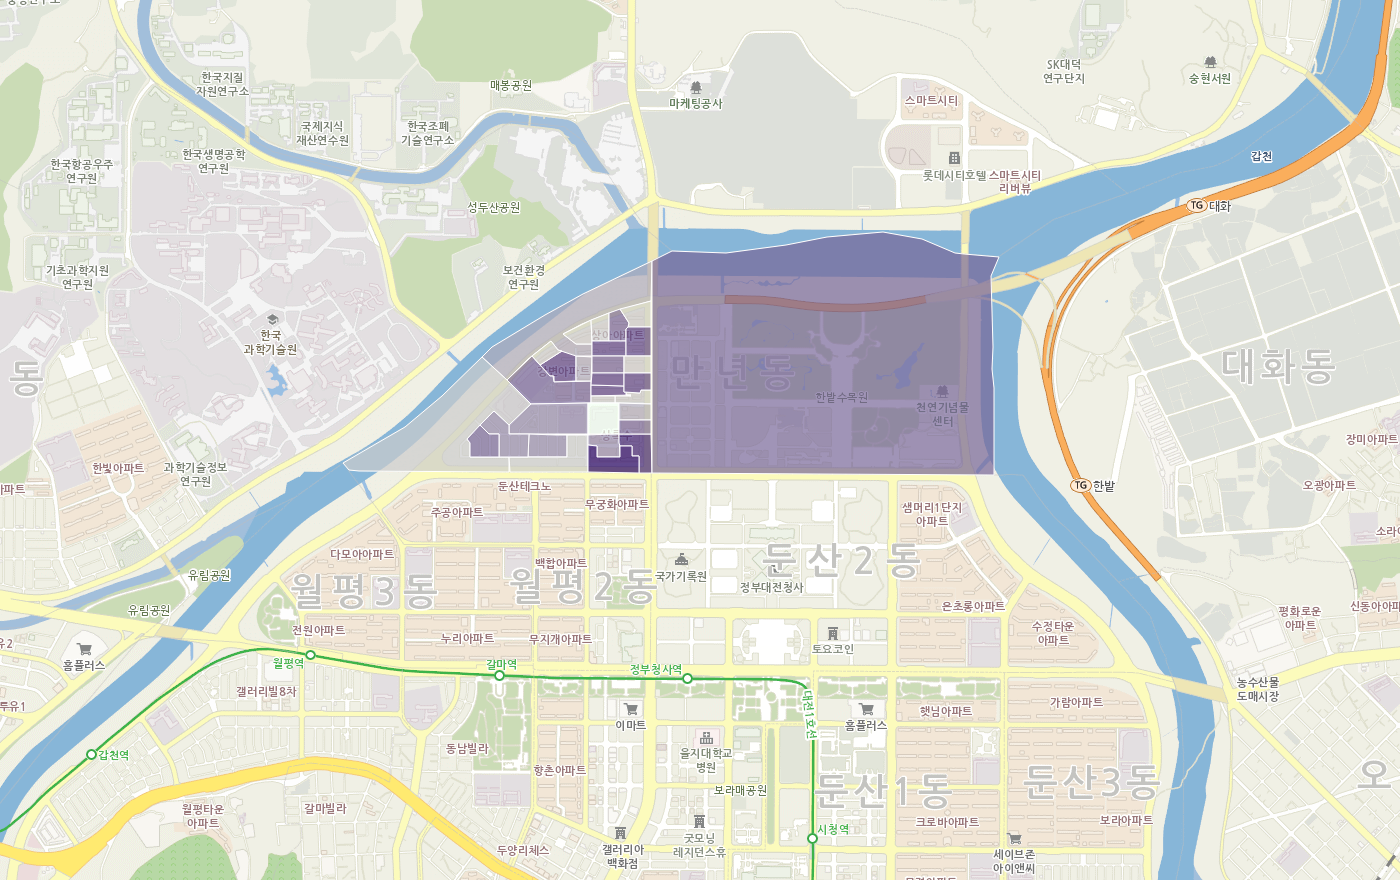 한국지질
자원연구소
매봉공원
마케팅공사
SK대덕
연구단지
숭현서원
스마트시티
국제지식
재산연수원
한국조폐
기술연구소
한국항공우주
연구원
한국생명공학
연구원
갑천
롯데시티호텔
스마트시티
리버뷰
성두산공원
TG 대화
기초과학지원
연구원
보건환경
연구원
한국
과학기술원
동
삿아아파트
강변아파트
만년동
한밭수목원
천연기념물
센터
대화동
상록수
한빛아파트
과학기술정보
연구원
장미아파트
아파트
둔산테크노
TG 한밭
오광아파트
주공아파트
무궁화아파트
샘머리1단지
아파트
소라아
다모아아파트
백합아파트
둔산2동
국가기록원
정부대전청사
유림공원
월평3동
월평2동
유림공원
은초롱아파트
평화로운
아파트
신동아아파
전원아파트
누리아파트
무지개아파트
토요코인
수정타운
아파트
유2
홈플러스
월평역
갈마역
정부청사역
농수산물
도매시장
갤러리빌8차
대전1호선
투유1
이마트
홈플러스
햇님아파트
가람아파트
갑천역
동남빌라
을지대학교
병원
향촌아파트
보라매공원
둔산1동
둔산3동
오
월평타운
아파트
갈마빌라
시청역
크로바아파트
보라아파트
두양리체스
갤러리아
백화점
굿모닝
레지던스휴
세이브존
아이앤씨